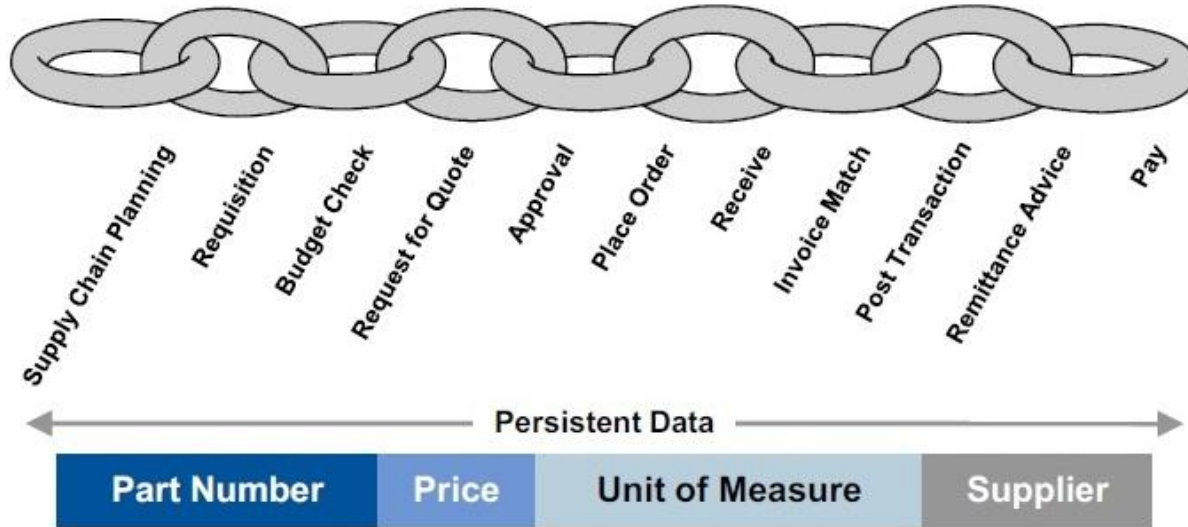 Supply Chain Planning
Requisition
Budget Check
Request for Quote
Approval
Place Order
Receive
Invoice Match
Post Transaction
Remittance Advice
Pay
Persistent Data
Part Number
Price
Unit of Measure
Supplier